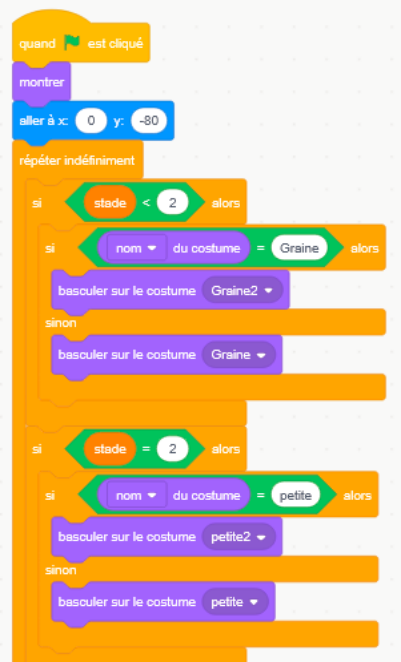 quand est cliqué
montrer
aller à x: 0 y: -80
répéter indéfiniment
si stade < 2 alors
si nom du costume = Graine alors
basculer sur le costume Graine2
sinon
basculer sur le costume Graine
si stade = 2 alors
si nom du costume = petite alors
basculer sur le costume petite2
sinon
basculer sur le costume petite